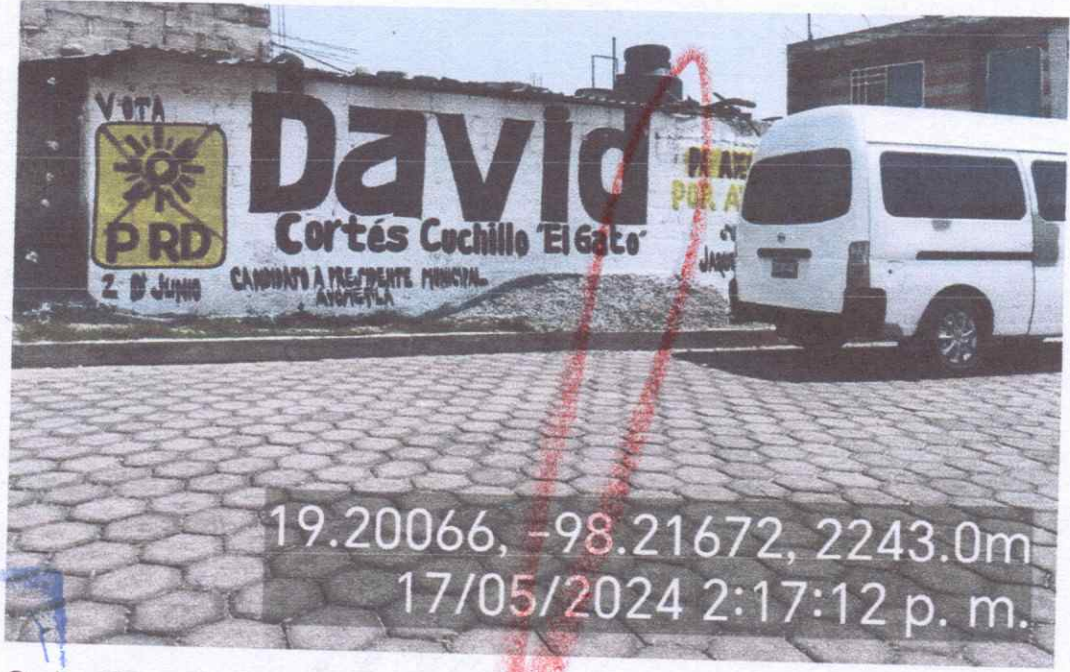 VOTA
PRD
2 D' JUNIO
David
Cortés Cuchillo "El Gato"
CANDIDATO A PRESIDENTE MUNICIPAL
POR
19.20066, -98.21672, 2243.0m
17/05/2024 2:17:12 p. m.